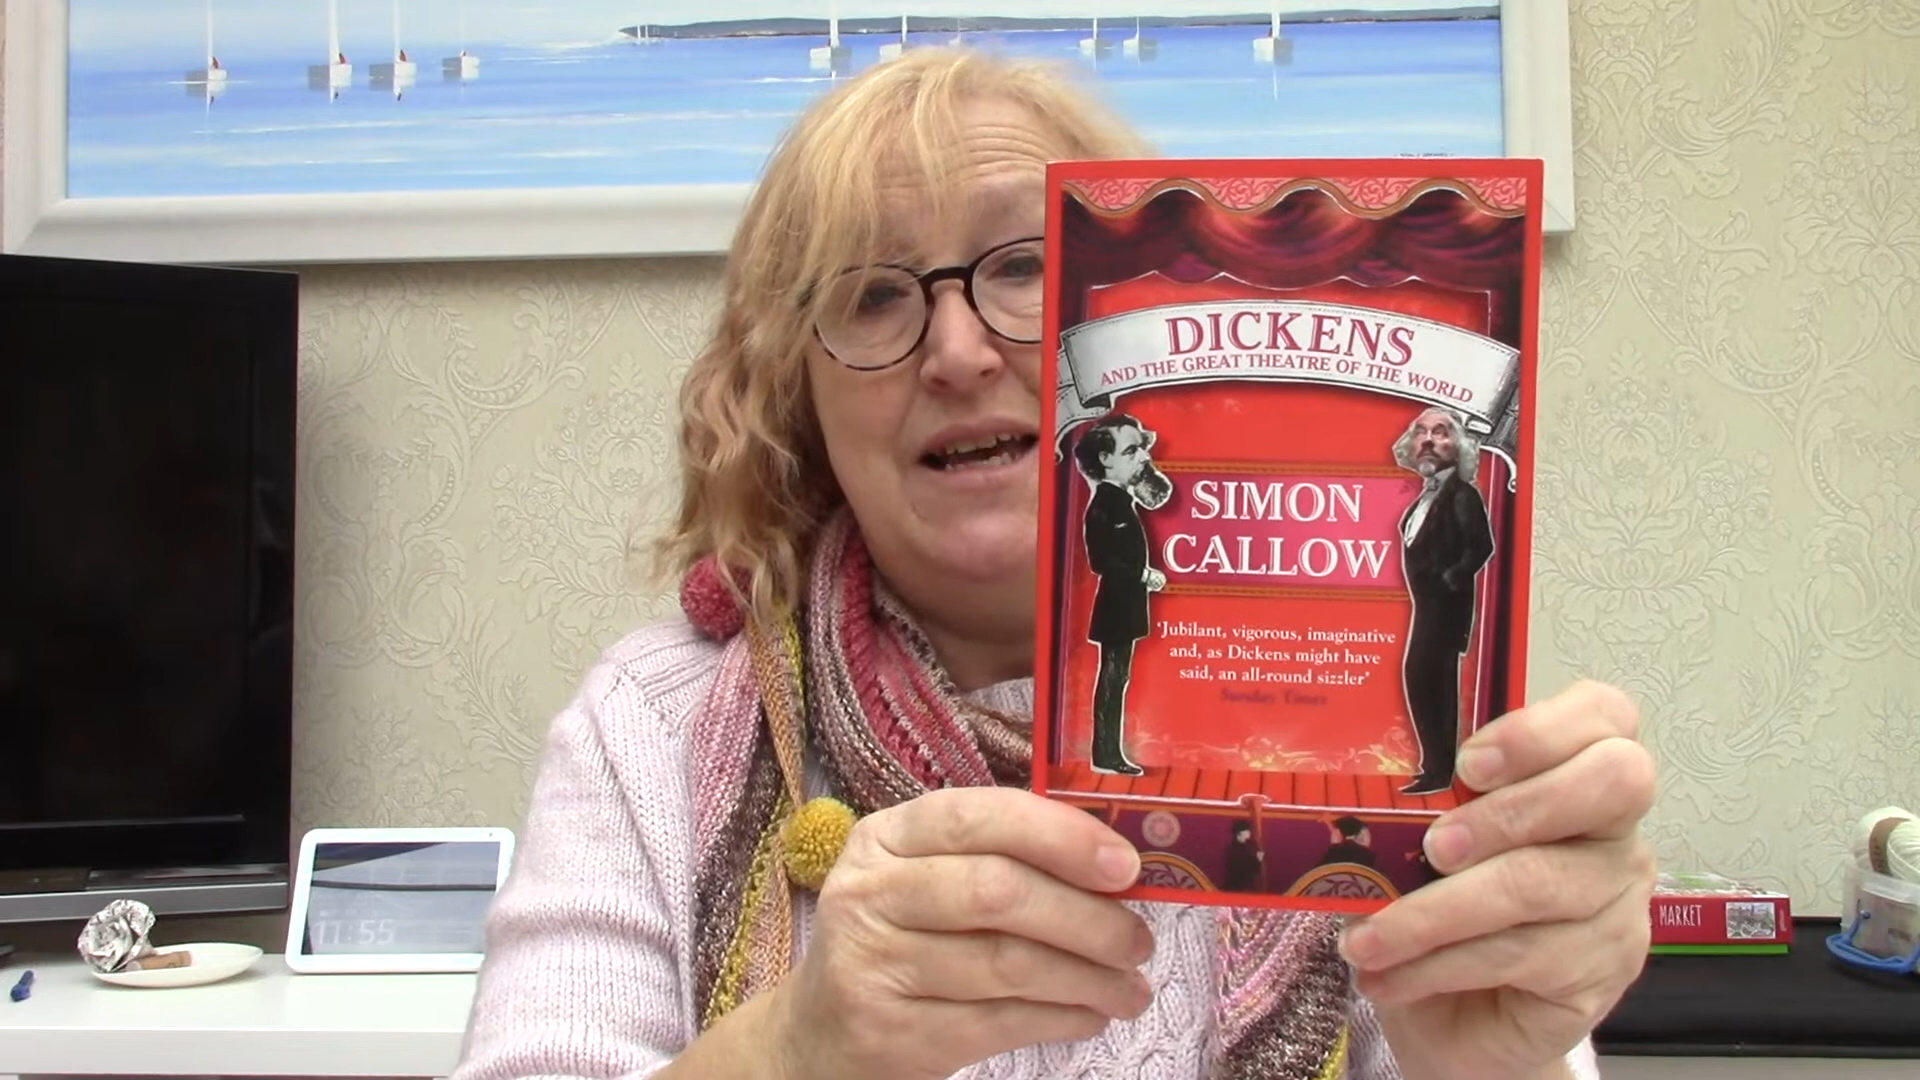 DICKENS
AND THE GREAT THEATRE OF THE WORLD
SIMON
CALLOW
'Jubilant, vigorous, imaginative
and, as Dickens might have
said, an all-round sizzler'
Sunday Times
11:55
MARKET